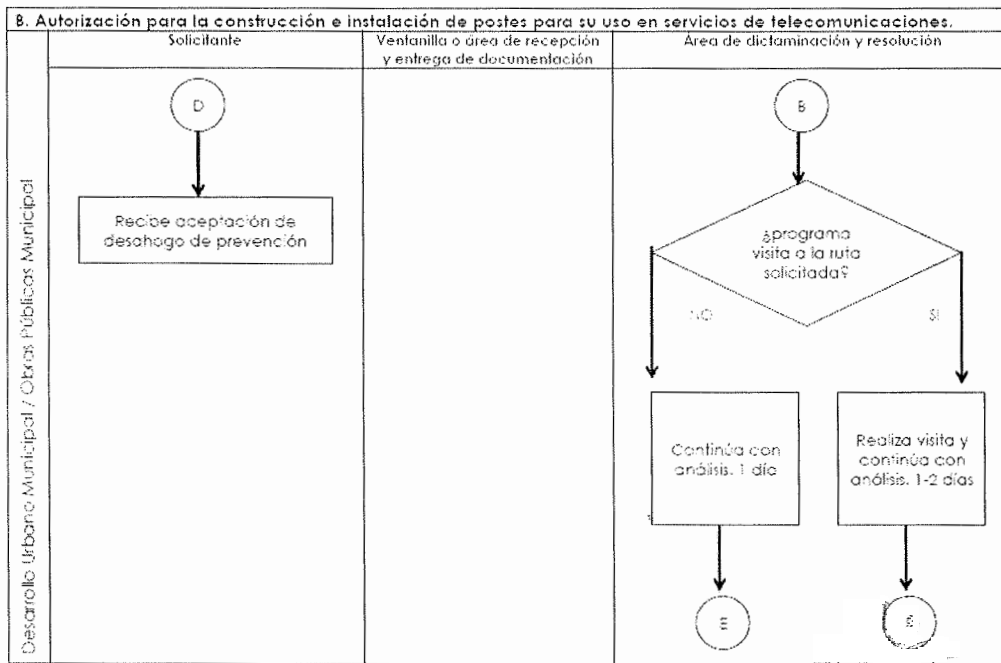 B. Autorización para la construcción e instalación de postes para su uso en servicios de telecomunicaciones.
Solicitante
Ventanilla o área de recepción
y entrega de documentación
Área de dictaminación y resolución
Desarrollo Urbano Municipal / Obras Públicas Municipal
D
Recibe aceptación de
desahogo de prevención
B
¿programa
visita a la ruta
solicitada?
NO
SI
Continúa con
análisis. 1 día
Realiza visita y
continúa con
análisis. 1-2 días
E
E